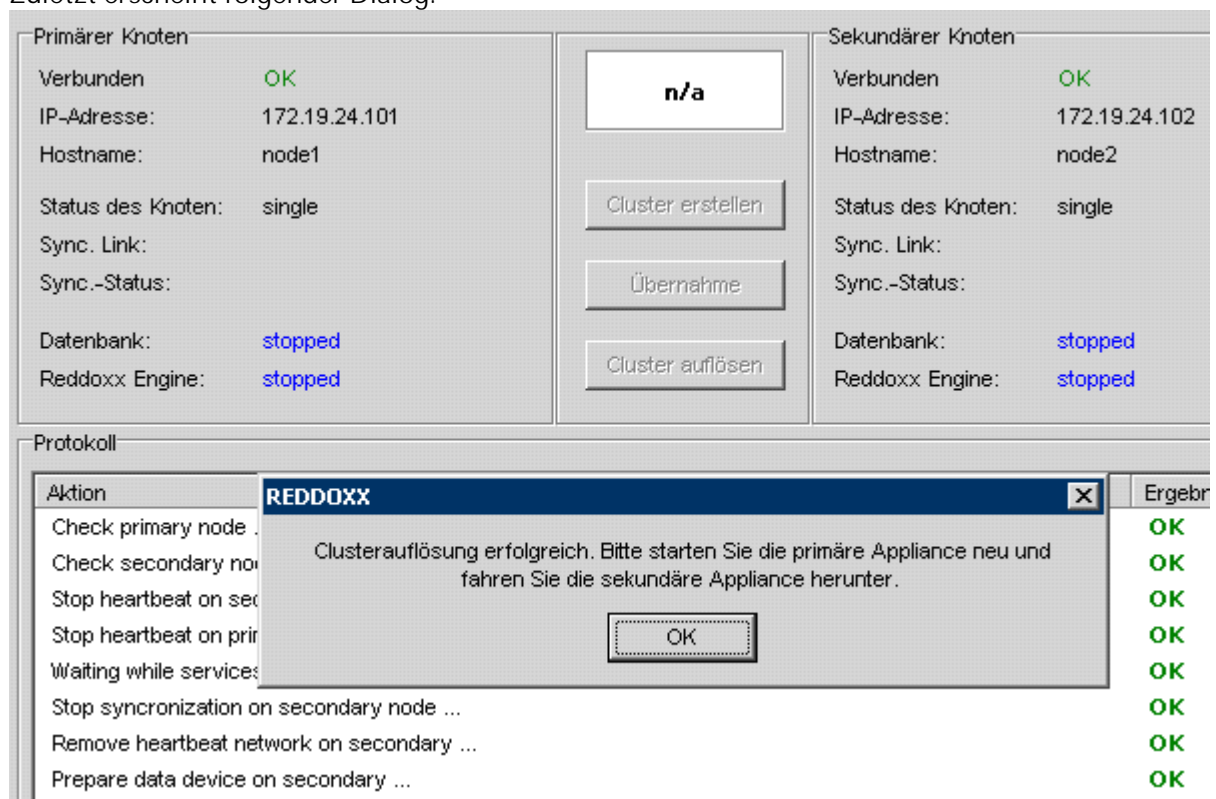 Zuletzt erscheint folgender Dialog:
Primärer Knoten
Verbunden OK
IP-Adresse: 172.19.24.101
Hostname: node1
Status des Knoten: single
Sync. Link:
Sync.-Status:
Datenbank: stopped
Reddoxx Engine: stopped
n/a
Cluster erstellen
Übernahme
Cluster auflösen
Sekundärer Knoten
Verbunden OK
IP-Adresse: 172.19.24.102
Hostname: node2
Status des Knoten: single
Sync. Link:
Sync.-Status:
Datenbank: stopped
Reddoxx Engine: stopped
Protokoll
Aktion
Check primary node . OK
Check secondary OK
Stop heartbeat on OK
Stop heartbeat on OK
Waiting while OK
Stop syncronization on secondary node ... OK
Remove heartbeat network on secondary ... OK
Prepare data device on secondary ... OK
REDDOXX
Clusterauflösung erfolgreich. Bitte starten Sie die primäre Appliance neu und
fahren Sie die sekundäre Appliance herunter.
OK